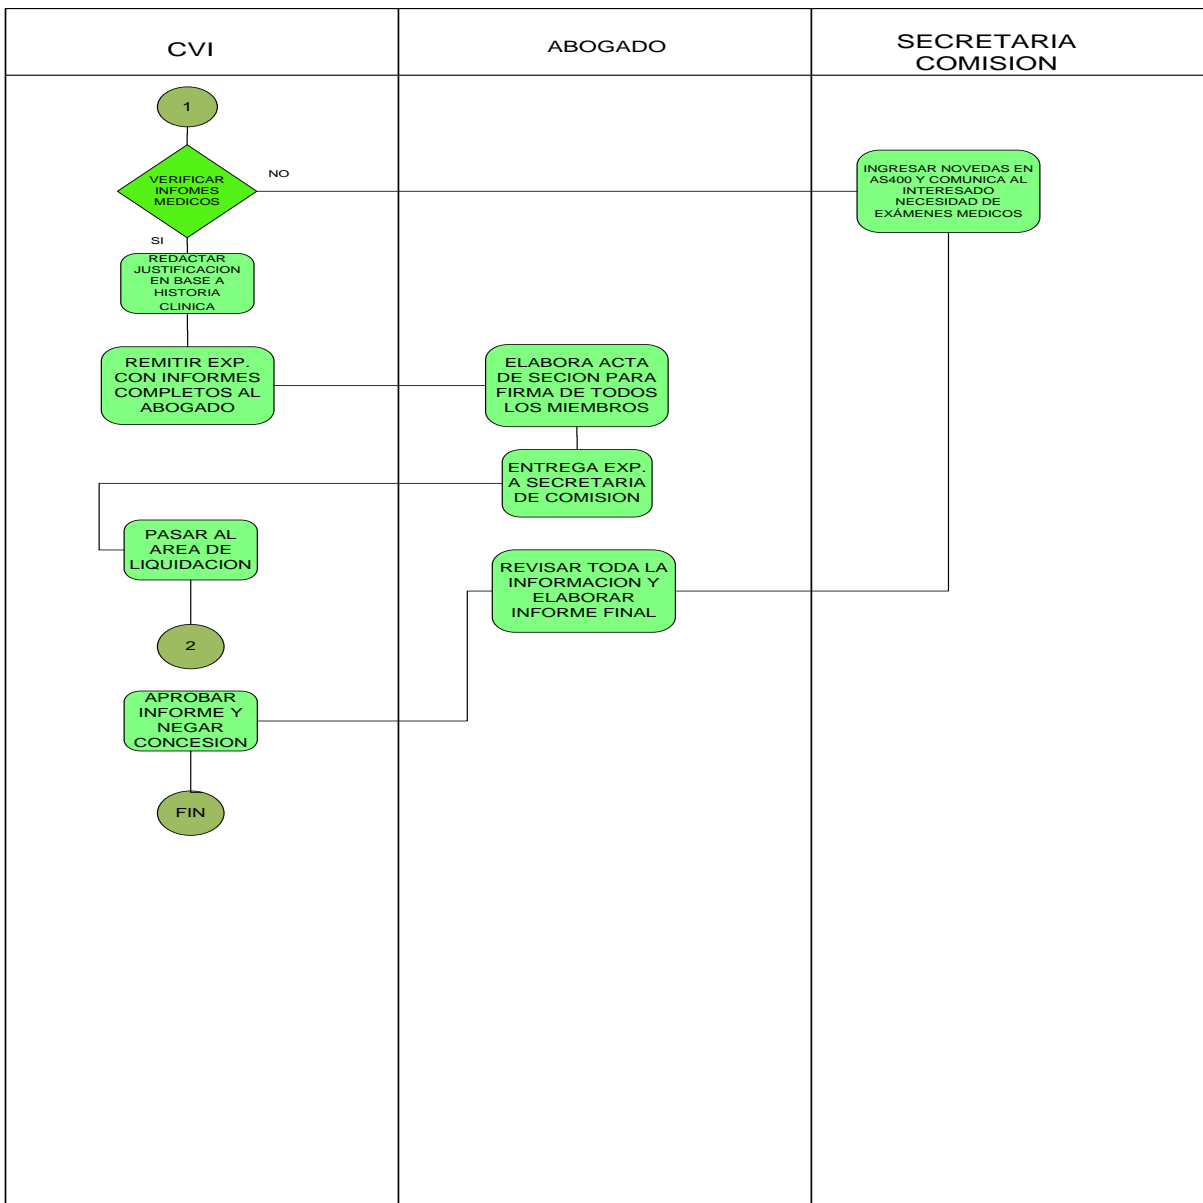 CVI
ABOGADO
SECRETARIA
COMISION
1
VERIFICAR
INFOMES
MEDICOS
NO
INGRESAR NOVEDAS EN
AS400 Y COMUNICA AL
INTERESADO
NECESIDAD DE
EXÁMENES MEDICOS
SI
REDACTAR
JUSTIFICACION
EN BASE A
HISTORIA
CLINICA
REMITIR EXP.
CON INFORMES
COMPLETOS AL
ABOGADO
ELABORA ACTA
DE SECION PARA
FIRMA DE TODOS
LOS MIEMBROS
ENTREGA EXP.
A SECRETARIA
DE COMISION
PASAR AL
AREA DE
LIQUIDACION
REVISAR TODA LA
INFORMACION Y
ELABORAR
INFORME FINAL
2
APROBAR
INFORME Y
NEGAR
CONCESION
FIN